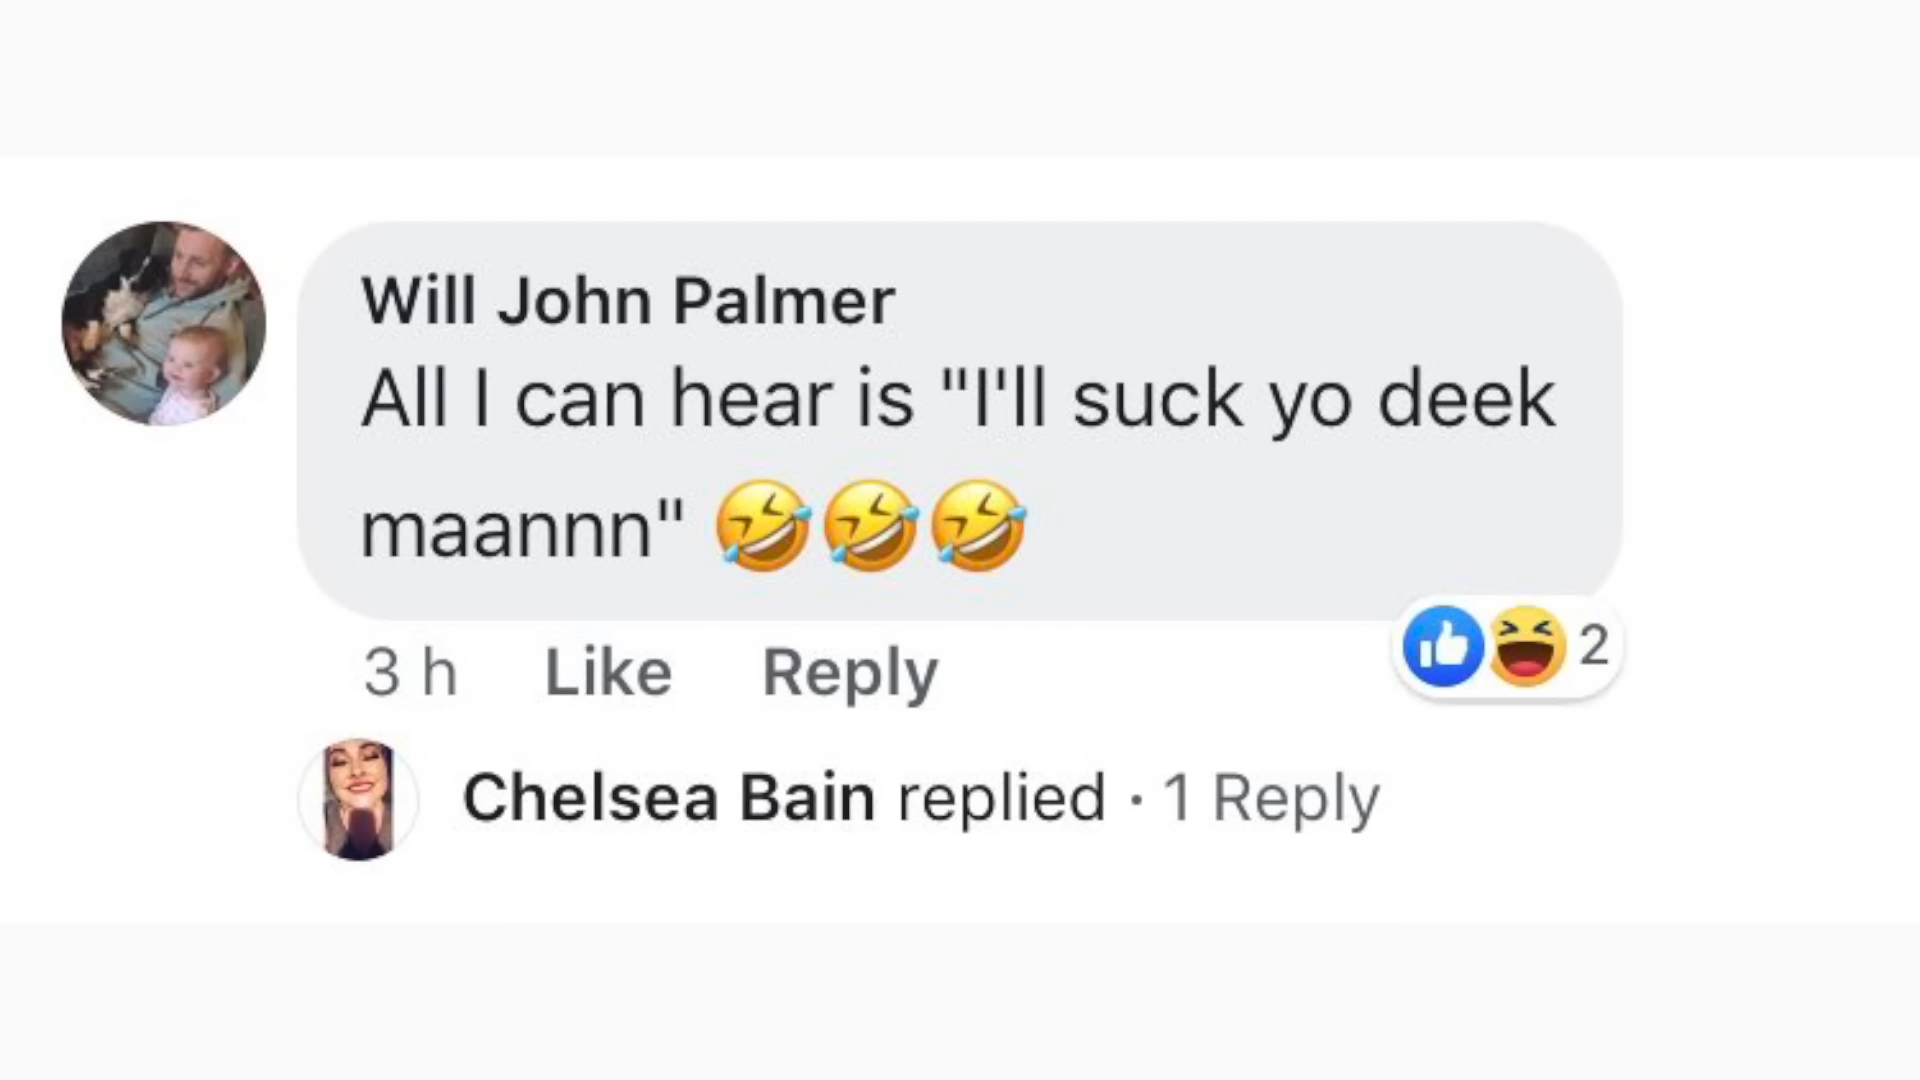 Will John Palmer
All I can hear is "I'll suck yo deek
maannn" 🤣🤣🤣
2
3 h Like Reply
Chelsea Bain replied · 1 Reply